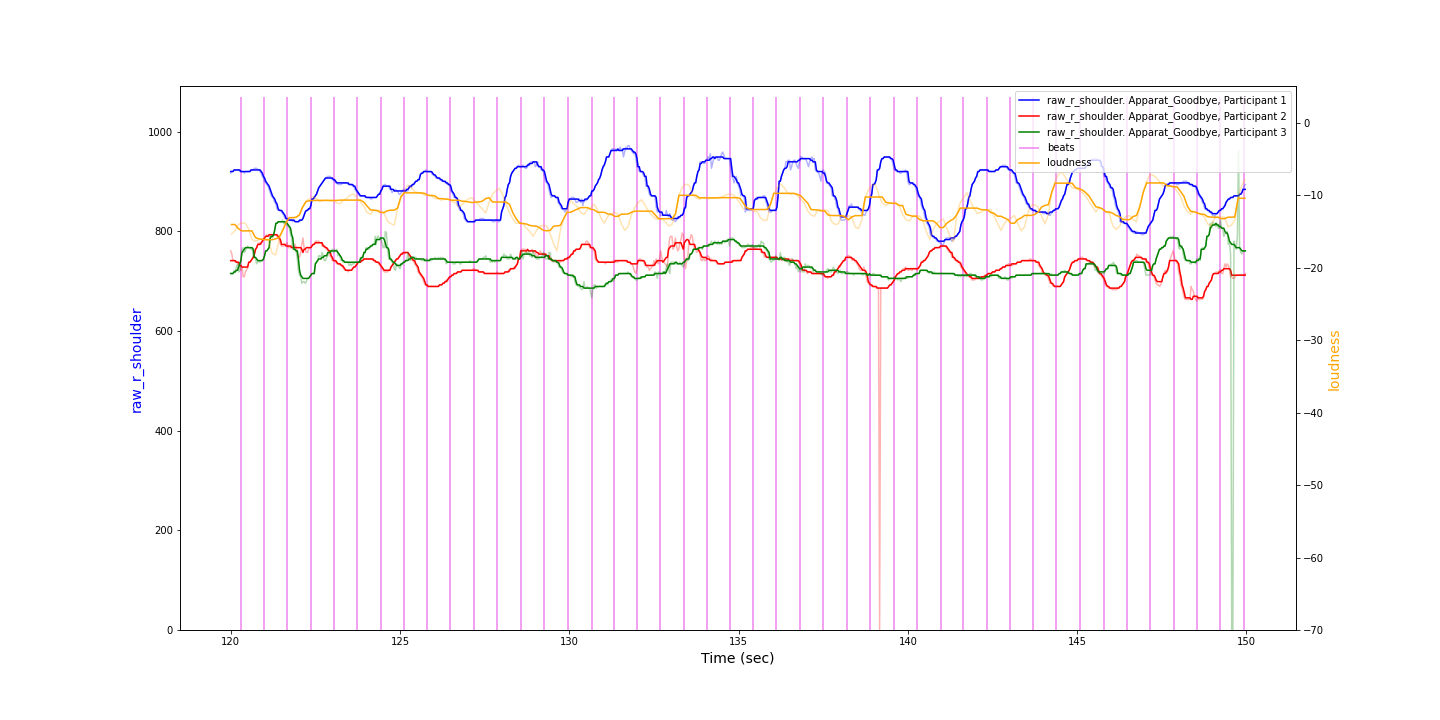 raw_r_shoulder. Apparat_Goodbye, Participant 1
raw_r_shoulder. Apparat_Goodbye, Participant 2
raw_r_shoulder. Apparat_Goodbye, Participant 3
beats
loudness
1000
800
600
400
200
0
raw_r_shoulder
0
−10
−20
−30
−40
−50
−60
−70
loudness
120
125
130
135
140
145
150
Time (sec)